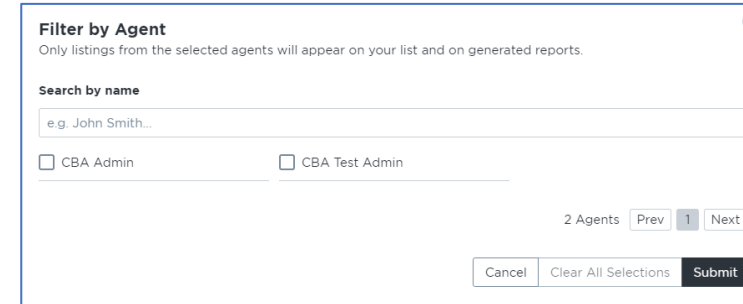 Filter by Agent
Only listings from the selected agents will appear on your list and on generated reports.
Search by name
e.g. John Smith...
CBA Admin CBA Test Admin
2 Agents Prev 1 Next
Cancel Clear All Selections Submit